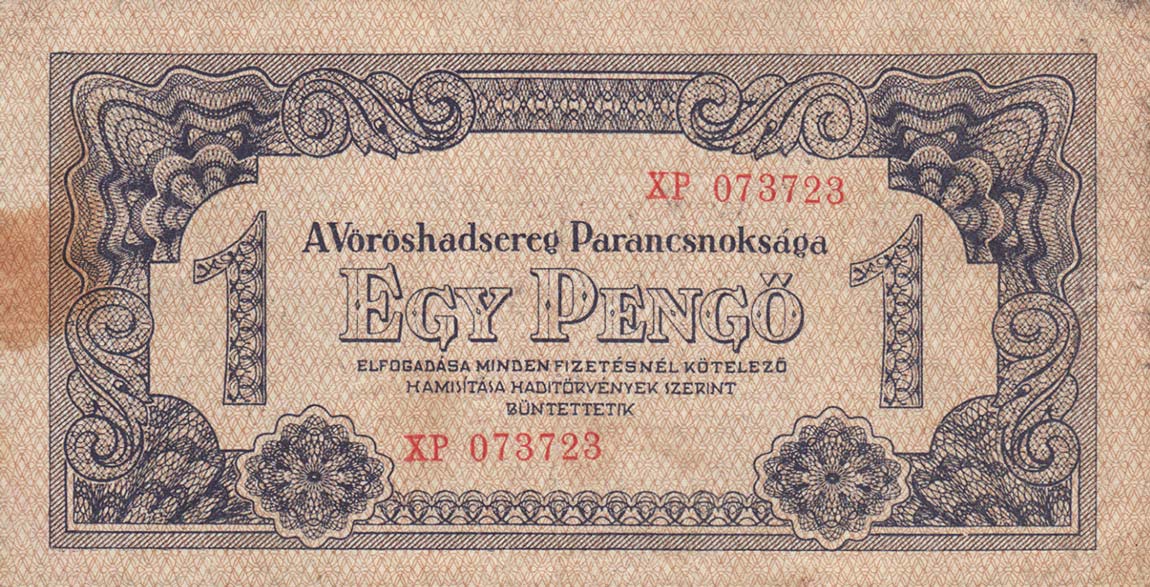 XP 073723
A Vöröshadsereg Parancsnoksága
1 EGY PENGŐ 1
ELFOGADÁSA MINDEN FIZETÉSNÉL KÖTELEZŐ
HAMISÍTÁSA HADITÖRVÉNYEK SZERINT
BÜNTETTETIK
XP 073723